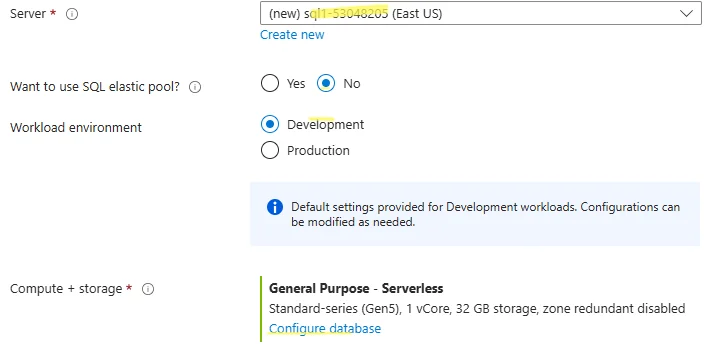 Server * (new) sql1-53048205 (East US)
Create new
Want to use SQL elastic pool? Yes No
Workload environment Development
Production
Default settings provided for Development workloads. Configurations can
be modified as needed.
Compute + storage * General Purpose - Serverless
Standard-series (Gen5), 1 vCore, 32 GB storage, zone redundant disabled
Configure database